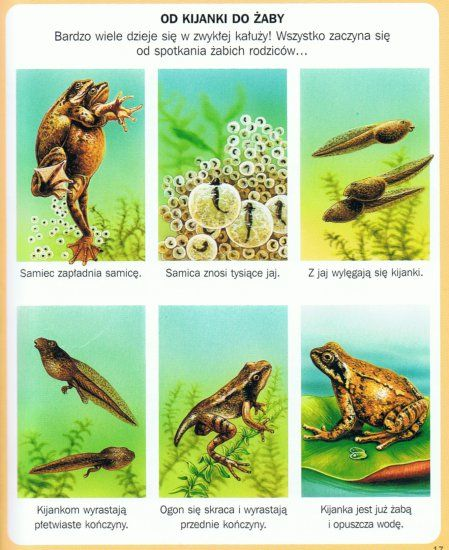 OD KIJANKI DO ŻABY
Bardzo wiele dzieje się w zwykłej kałuży! Wszystko zaczyna się
od spotkania żabich rodziców...
Samiec zapładnia samicę.
Samica znosi tysiące jaj.
Z jaj wylęgają się kijanki.
Kijankom wyrastają
płetwiaste kończyny.
Ogon się skraca i wyrastają
przednie kończyny.
Kijanka jest już żabą
i opuszcza wodę.
17